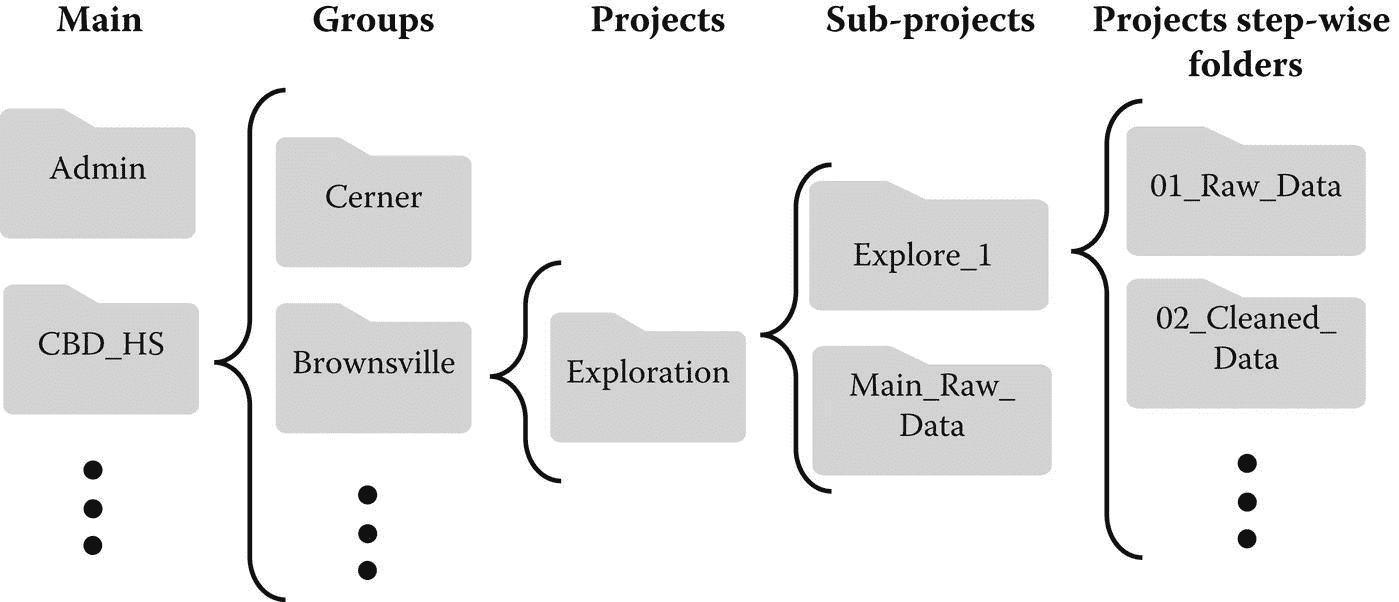 Main
Groups
Projects
Sub-projects
Projects step-wise
folders
Admin
CBD_HS
Cerner
Brownsville
Exploration
Explore_1
Main_Raw_
Data
01_Raw_Data
02_Cleaned_
Data